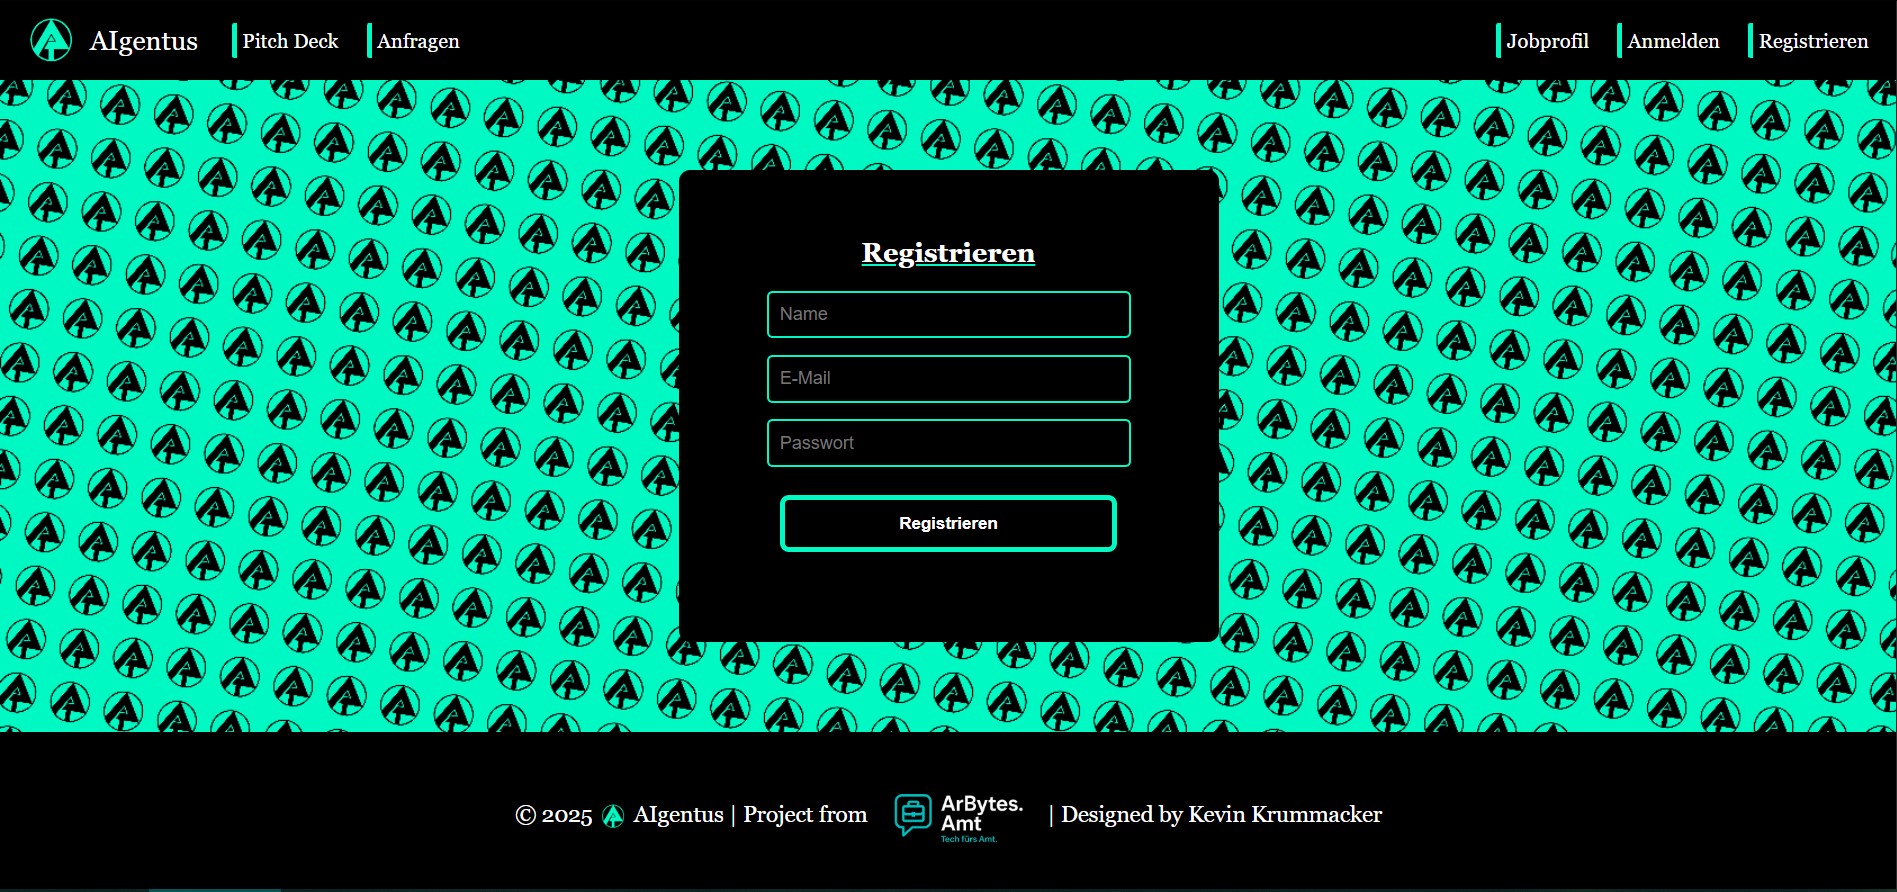 AIgentus Pitch Deck Anfragen Jobprofil Anmelden Registrieren
Registrieren
Name
E-Mail
Passwort
Registrieren
© 2025 AIgentus | Project from ArBytes. Amt Tech fürs Amt. | Designed by Kevin Krummacker